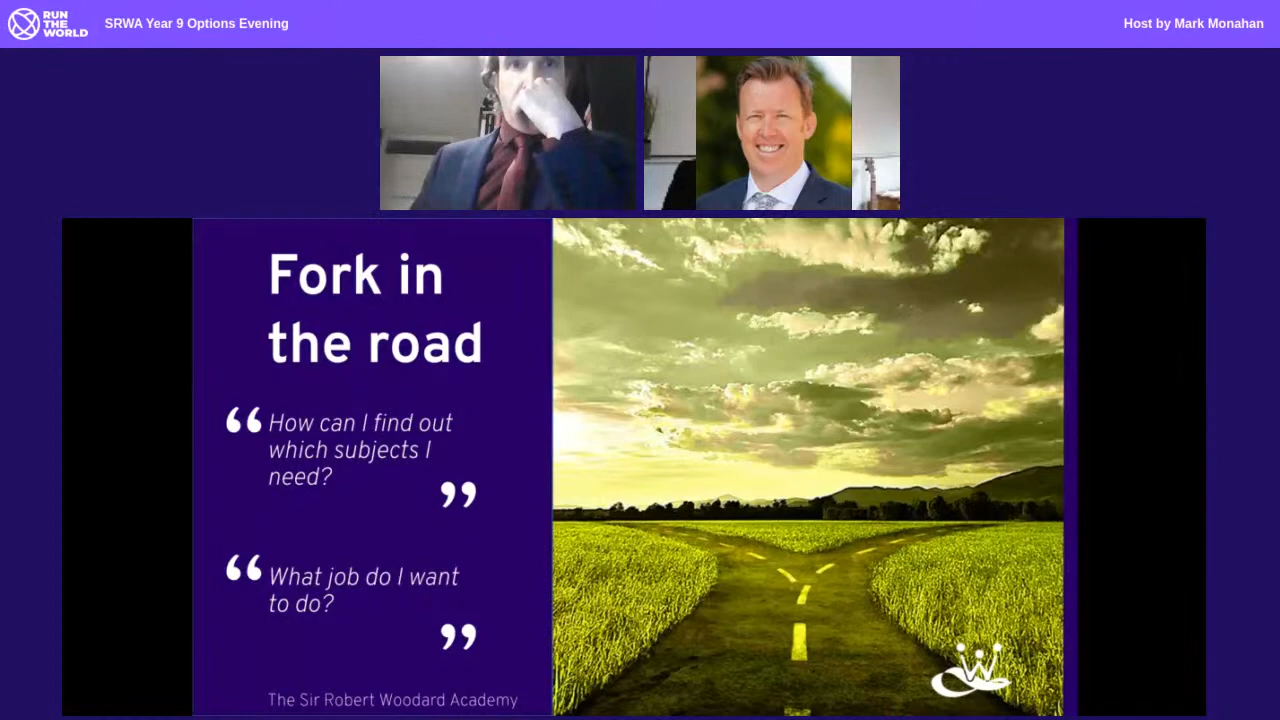 RUN
THE
WORLD
SRWA Year 9 Options Evening
Host by Mark Monahan
Fork in
the road
“How can I find out
which subjects I
need?
”
“What job do I want
to do?
”
The Sir Robert Woodard Academy
W